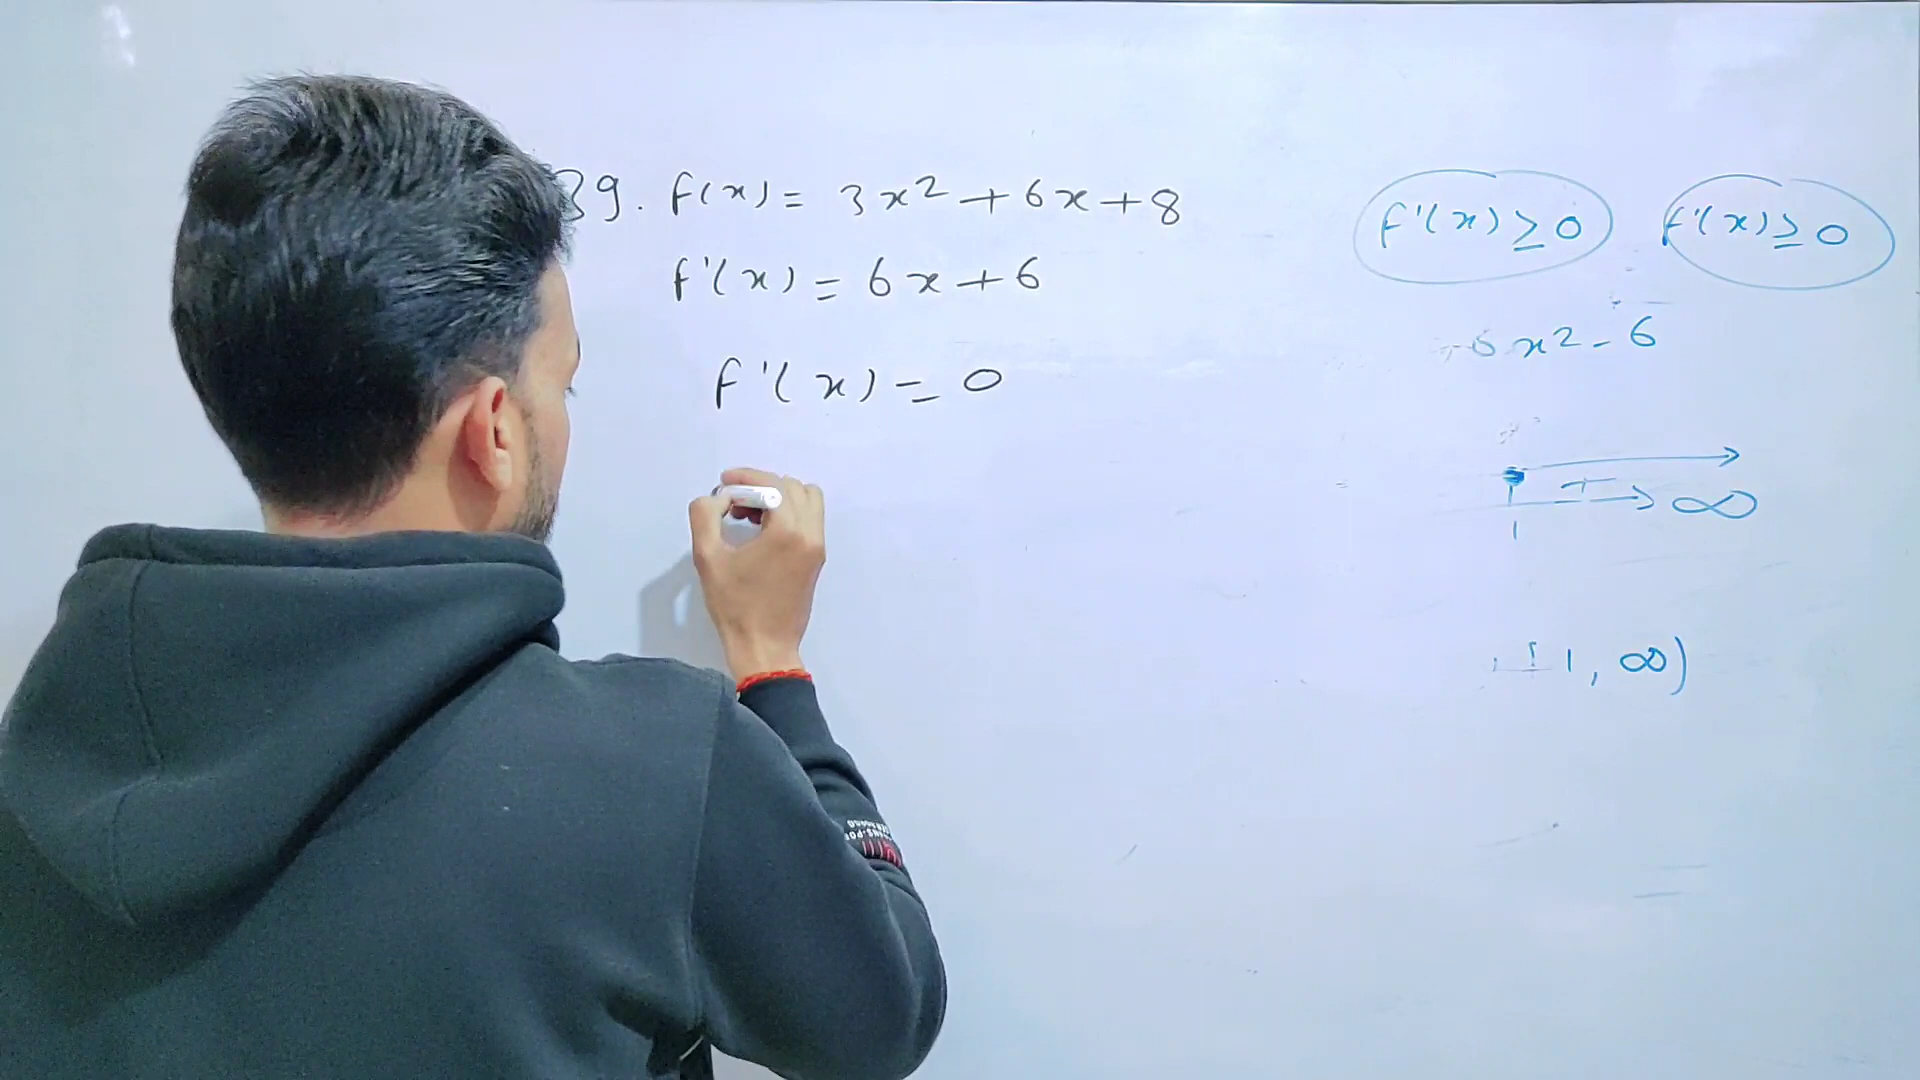 39. f(x) = 3x² + 6x + 8
f'(x) = 6x + 6
f'(x) = 0
f'(x) ≥ 0 f'(x) ≥ 0
6x² - 6
+ ∞
1
1, ∞)